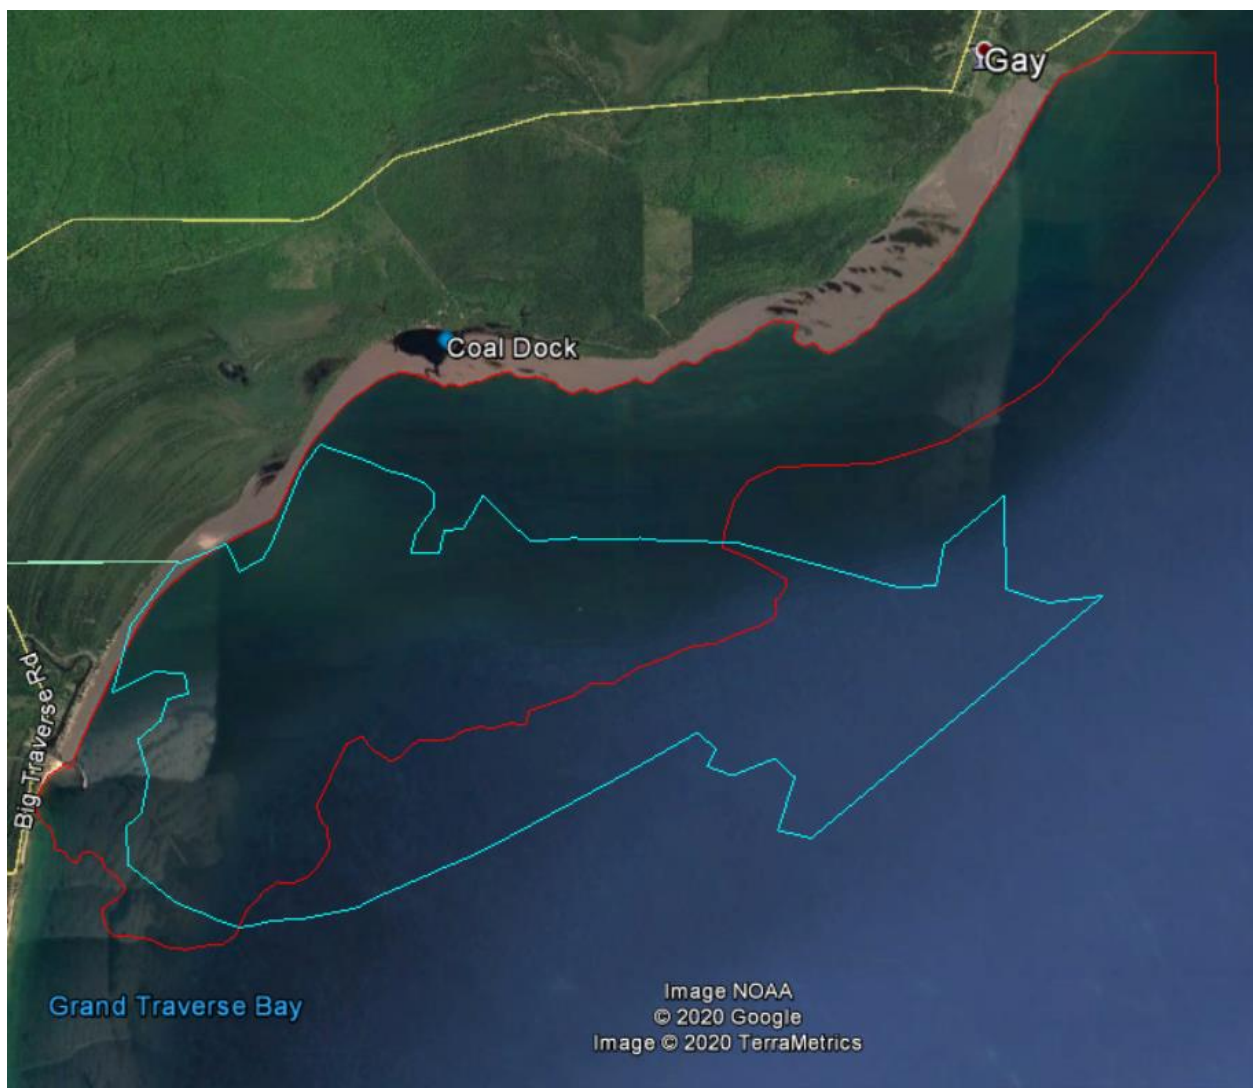 Gay
Coal Dock
Big Traverse Rd
Grand Traverse Bay
Image NOAA
© 2020 Google
Image © 2020 TerraMetrics